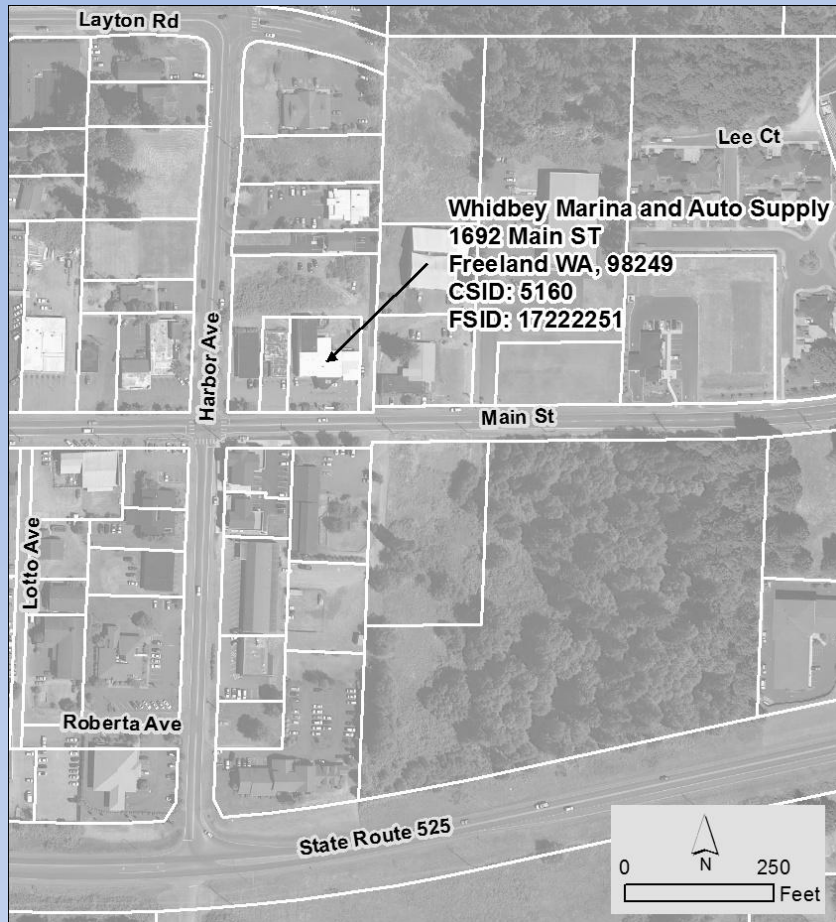 Layton Rd
Lee Ct
Whidbey Marina and Auto Supply
1692 Main ST
Freeland WA, 98249
CSID: 5160
FSID: 17222251
Harbor Ave
Main St
Lotto Ave
Roberta Ave
State Route 525
N
0 250
Feet